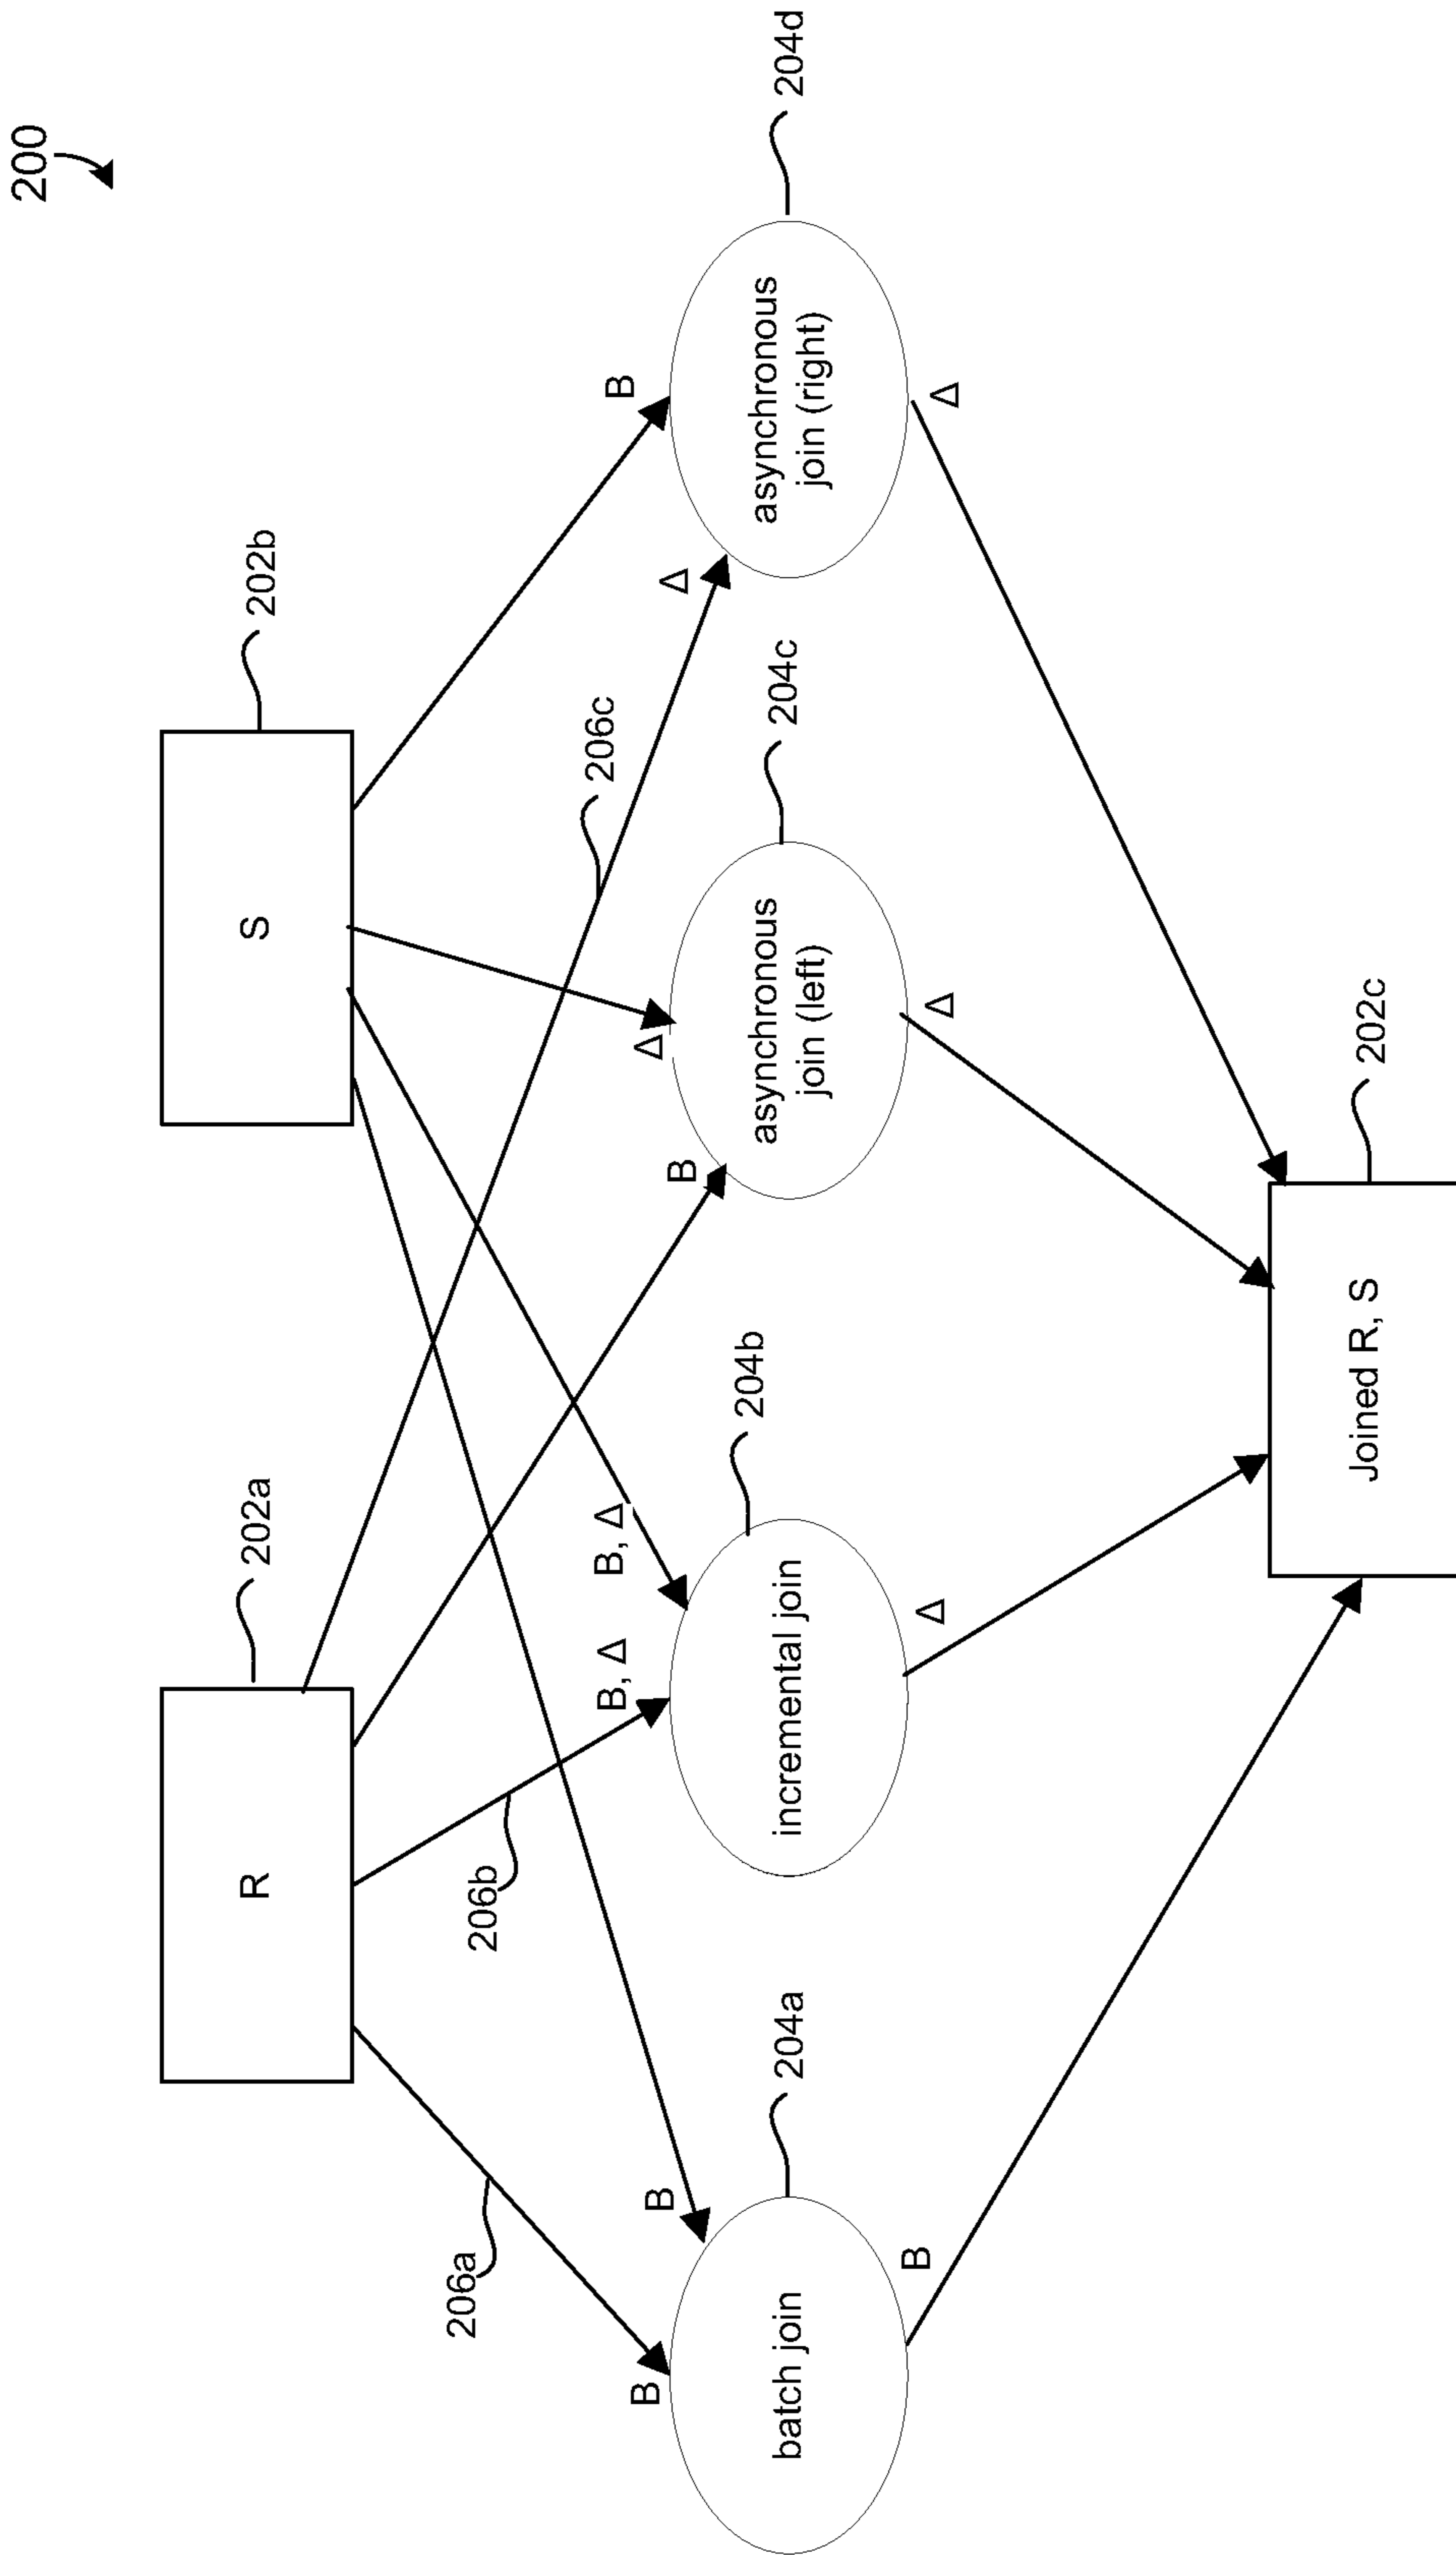 200
202a
202b
R
S
206a
206b
206c
B
B
B, Δ
B, Δ
B
Δ
Δ
B
204a
204b
204c
204d
batch join
incremental join
asynchronous
join (left)
asynchronous
join (right)
B
Δ
Δ
Δ
202c
Joined R, S